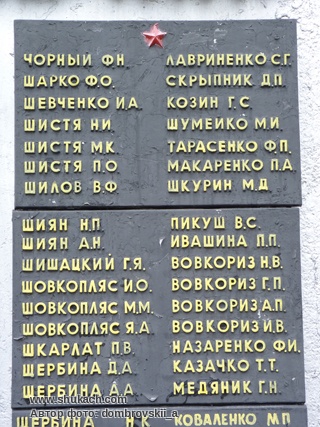 ЧОРНЫЙ Ф.Н.
ШАРКО Ф.О.
ШЕВЧЕНКО И.А.
ШИСТЯ Н.И.
ШИСТЯ М.К.
ШИСТЯ П.О.
ШИЛОВ В.Ф.
ЛАВРИНЕНКО С.Г.
СКРЫПНИК Д.П.
КОЗИН Г.С.
ШУМЕЙКО М.И.
ТАРАСЕНКО Ф.П.
МАКАРЕНКО П.А.
ШКУРИН М.Д.
ШИЯН Н.П.
ШИЯН А.Н.
ШИШАЦКИЙ Г.Я.
ШОВКОПЛЯС И.О.
ШОВКОПЛЯС М.М.
ШОВКОПЛЯС Я.А.
ШКАРЛАТ П.В.
ЩЕРБИНА Д.А.
ЩЕРБИНА А.А.
ПИКУШ В.С.
ИВАШИНА П.П.
ВОВКОРИЗ Н.В.
ВОВКОРИЗ Г.П.
ВОВКОРИЗ А.П.
ВОВКОРИЗ И.В.
НАЗАРЕНКО Ф.И.
КАЗАЧКО Т.Т.
МЕДЯНИК Г.Н.
ЩЕРБИНА Н.К.
КОВАЛЕНКО М.П.
www.shukach.com
Автор фото: dombrovskii_a